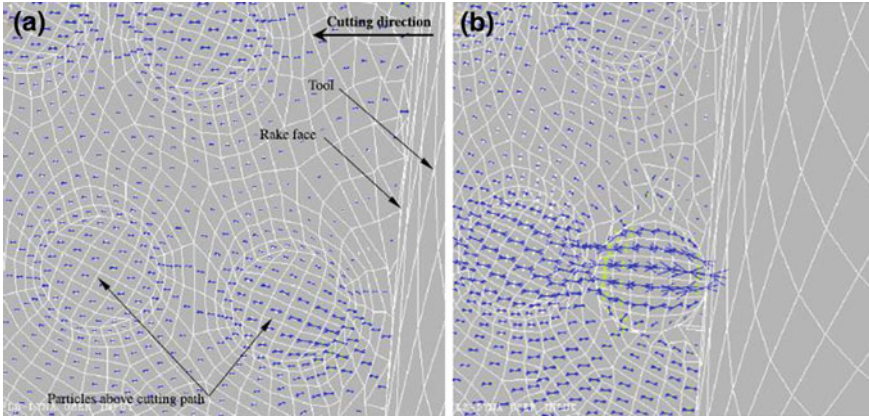 (a)
Cutting direction
Tool
Rake face
Particles above cutting path
(b)